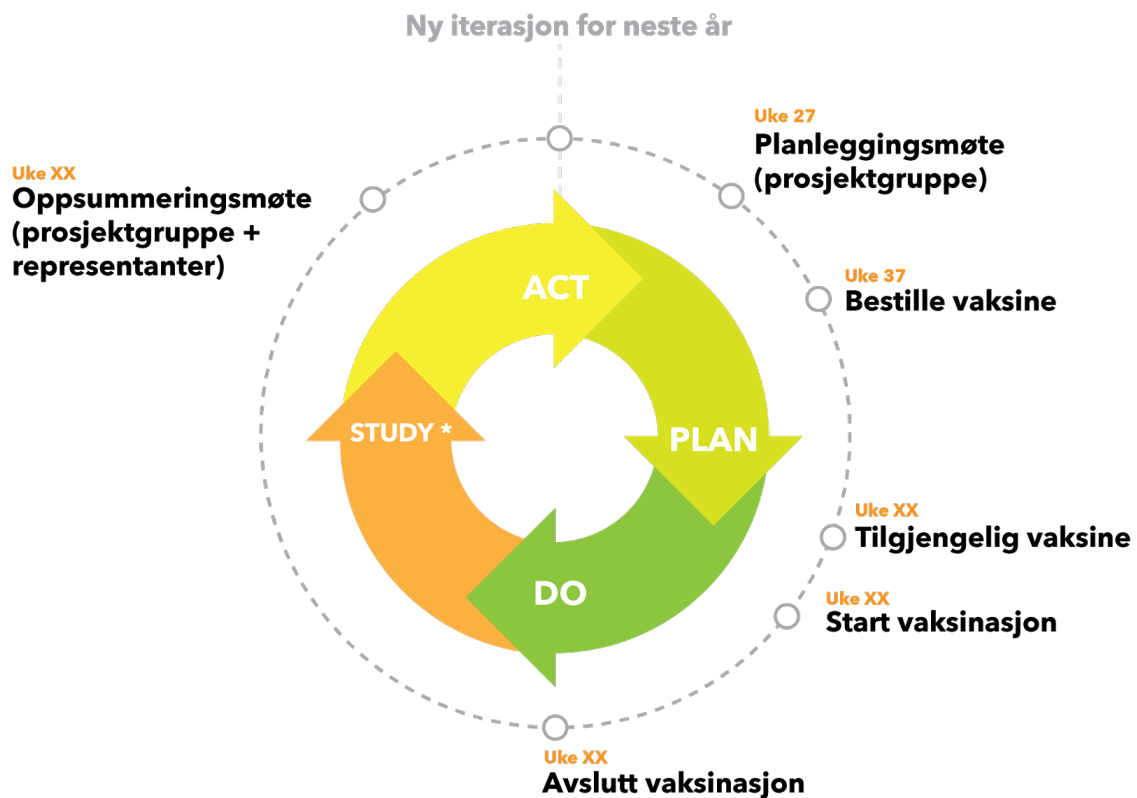 Ny iterasjon for neste år
Uke 27
Planleggingsmøte
(prosjektgruppe)
Uke XX
Oppsummeringsmøte
(prosjektgruppe +
representanter)
Uke 37
Bestille vaksine
ACT
STUDY *
PLAN
Uke XX
Tilgjengelig vaksine
DO
Uke XX
Start vaksinasjon
Uke XX
Avslutt vaksinasjon